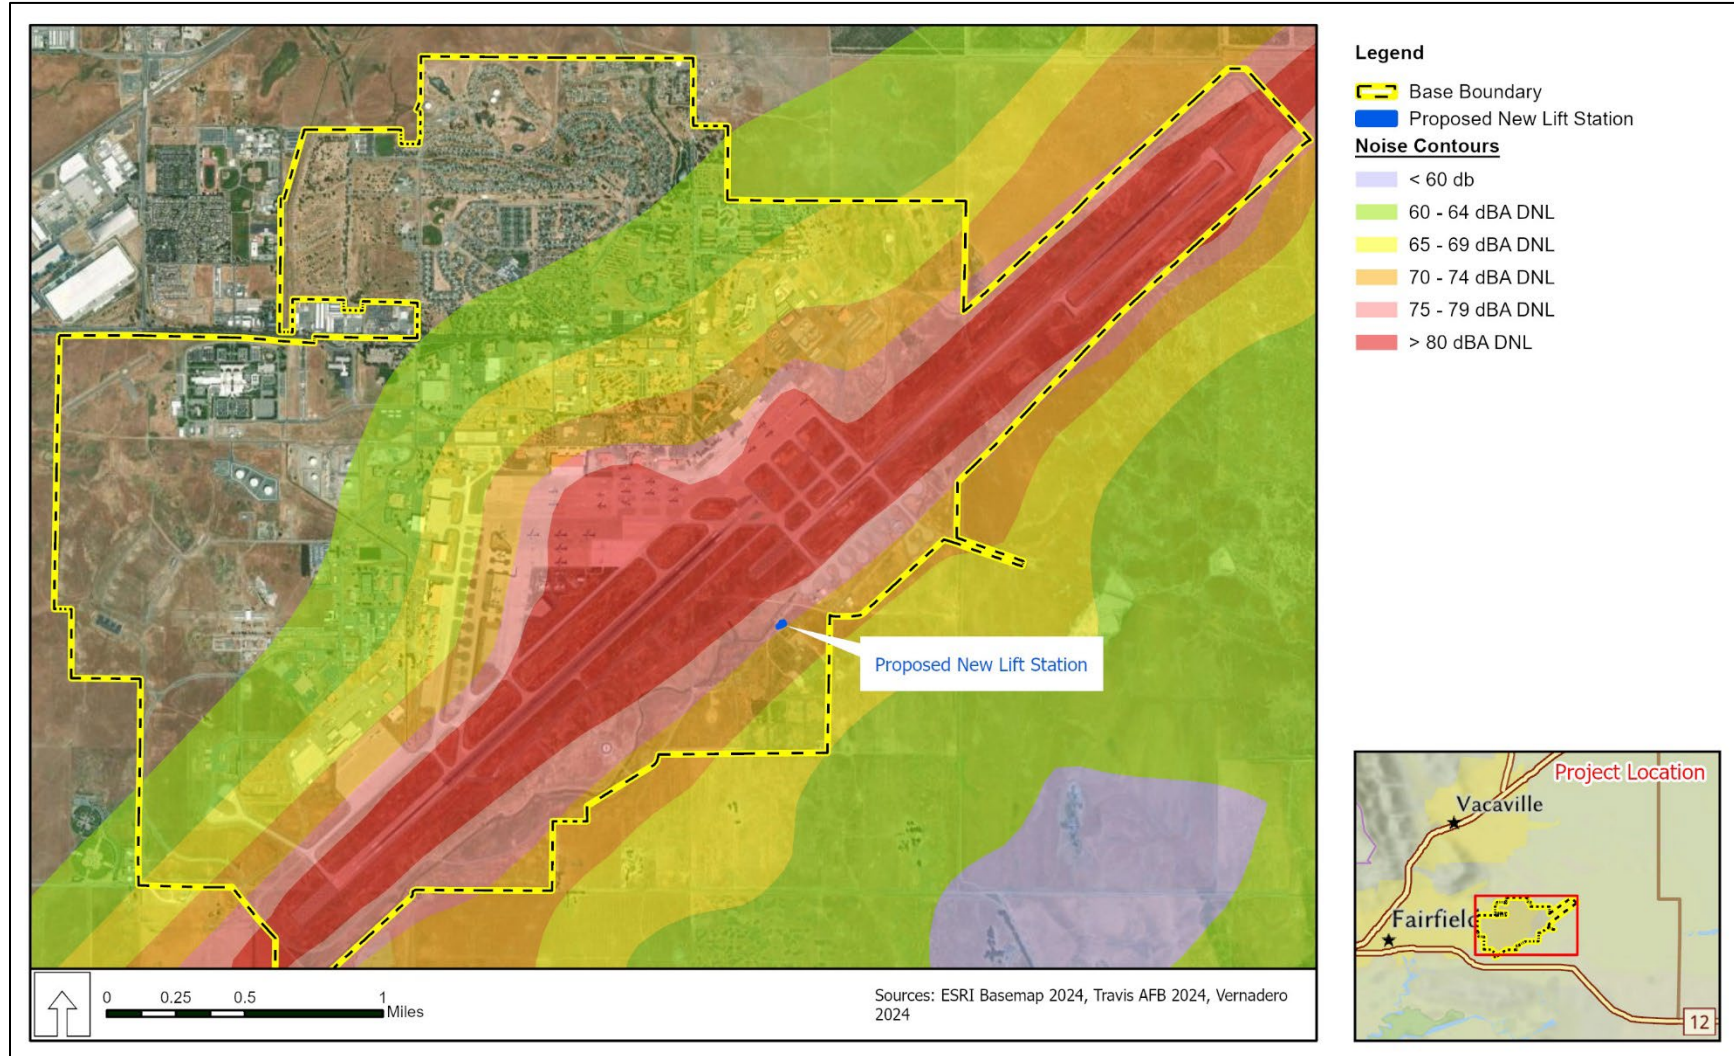 Legend
Base Boundary
Proposed New Lift Station
Noise Contours
< 60 db
60 - 64 dBA DNL
65 - 69 dBA DNL
70 - 74 dBA DNL
75 - 79 dBA DNL
> 80 dBA DNL
Proposed New Lift Station
Project Location
Vacaville
Fairfield
12
0 0.25 0.5 1
Miles
Sources: ESRI Basemap 2024, Travis AFB 2024, Vernadero
2024